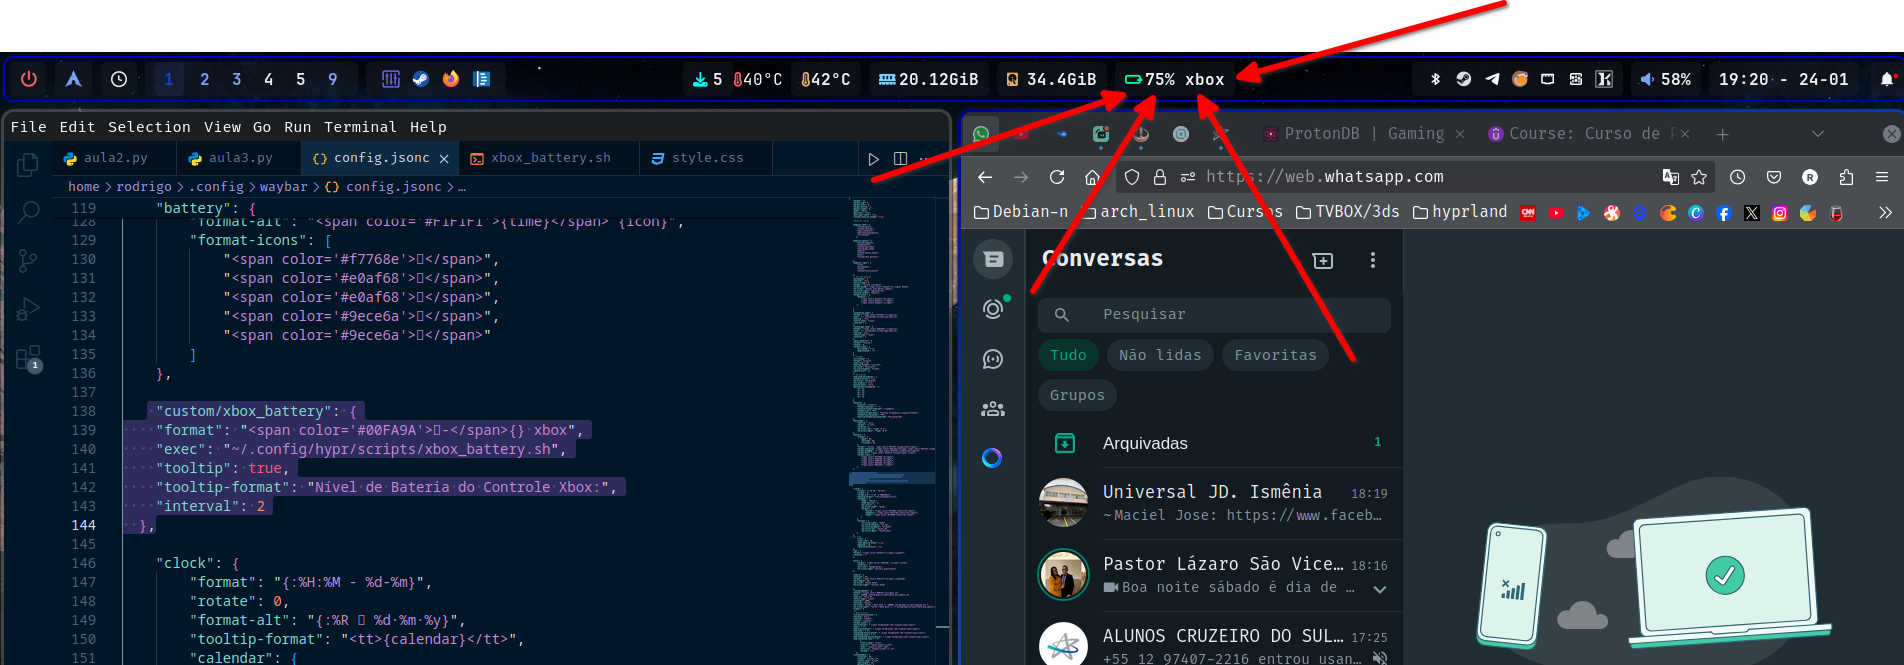 1 2 3 4 5 9
5 40°C 42°C 20.12GiB 34.4GiB 75% xbox 58% 19:20 - 24-01
File Edit Selection View Go Run Terminal Help
aula2.py aula3.py config.jsonc xbox_battery.sh style.css
home > rodrigo > .config > waybar > config.jsonc > ...
119 "battery": {
128 "format-alt": "<span color='#F1F1F1'>{time}</span> {icon}",
129 "format-icons": [
130 "<span color='#f7768e'></span>",
131 "<span color='#e0af68'></span>",
132 "<span color='#e0af68'></span>",
133 "<span color='#9ece6a'></span>",
134 "<span color='#9ece6a'></span>"
135 ]
136 },
137
138 "custom/xbox_battery": {
139 "format": "<span color='#00FA9A'>-</span>{} xbox",
140 "exec": "~/.config/hypr/scripts/xbox_battery.sh",
141 "tooltip": true,
142 "tooltip-format": "Nível de Bateria do Controle Xbox:",
143 "interval": 2
144 },
145
146 "clock": {
147 "format": "{:%H:%M - %d-%m}",
148 "rotate": 0,
149 "format-alt": "{:%R  %d·%m·%y}",
150 "tooltip-format": "<tt>{calendar}</tt>",
151 "calendar": {
1
ProtonDB | Gaming Course: Curso de P
https://web.whatsapp.com
Debian-n arch_linux Cursos TVBOX/3ds hyprland
Conversas
Pesquisar
Tudo Não lidas Favoritas
Grupos
Arquivadas 1
Universal JD. Ismênia 18:19
~Maciel Jose: https://www.faceb...
Pastor Lázaro São Vice... 18:16
Boa noite sábado é dia de ...
ALUNOS CRUZEIRO DO SUL... 17:25
+55 12 97407-2216 entrou usan...